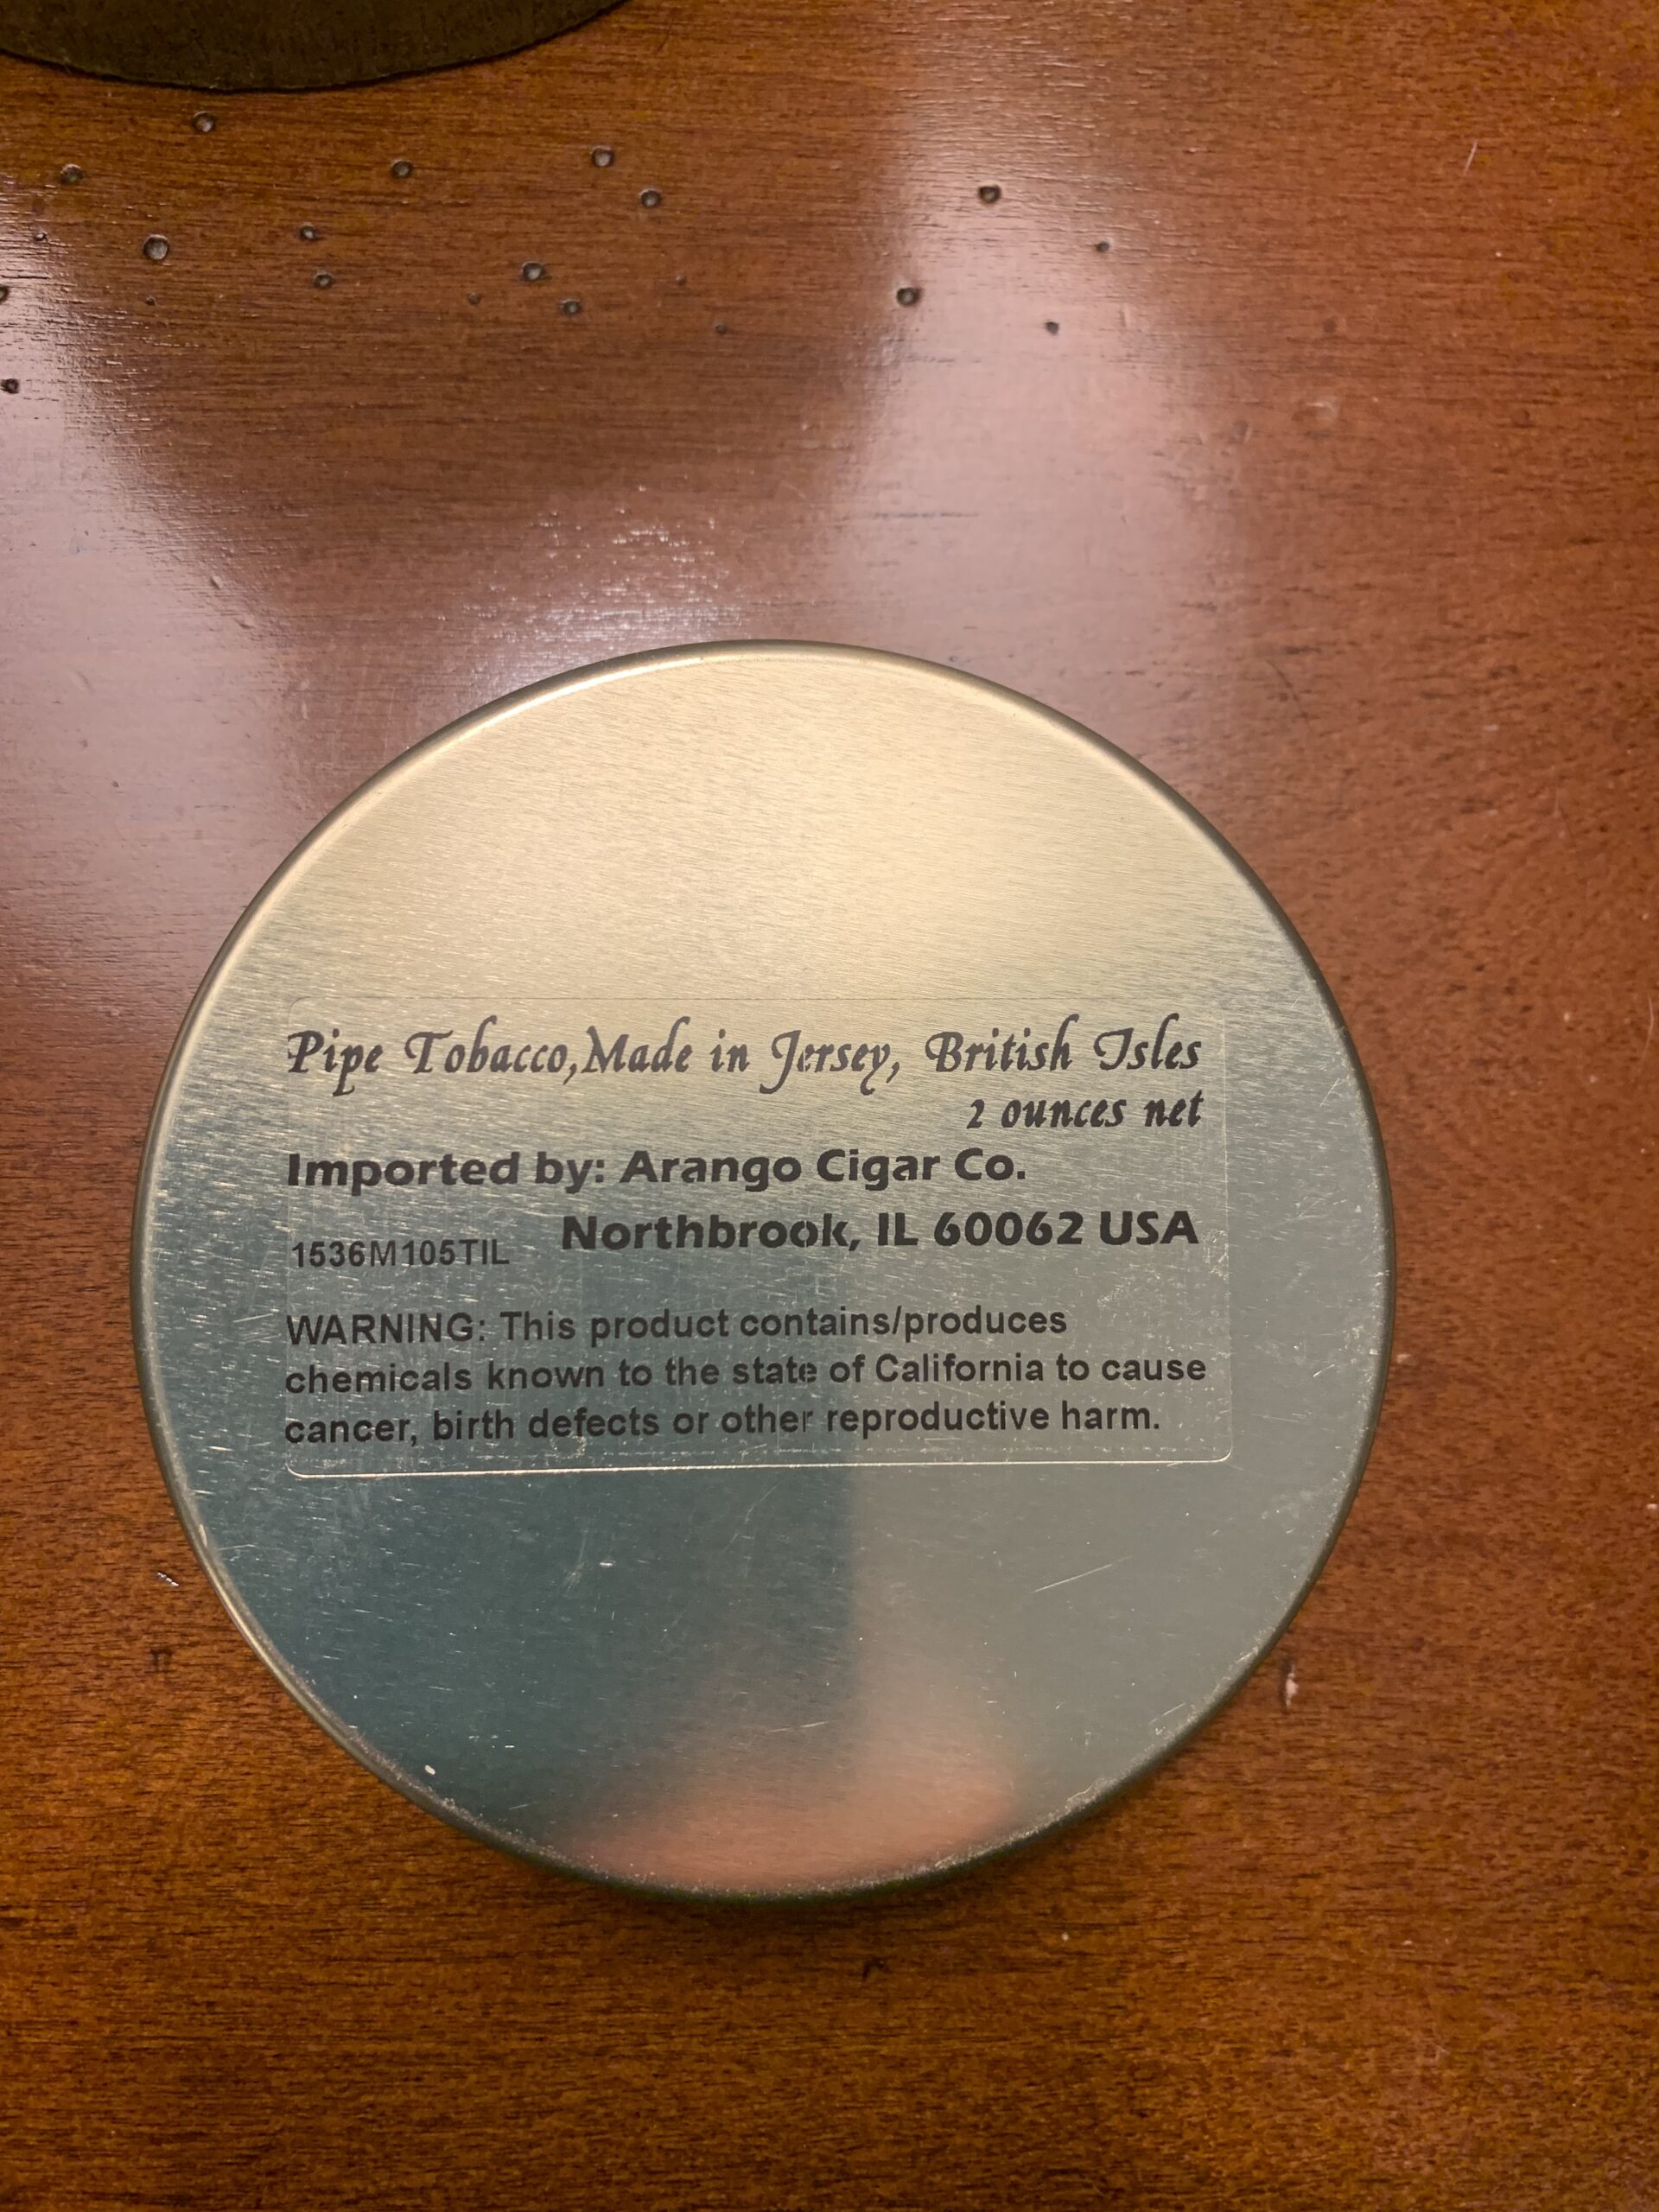 Pipe Tobacco,Made in Jersey, British Isles
2 ounces net
Imported by: Arango Cigar Co.
Northbrook, IL 60062 USA
1536M105TIL
WARNING: This product contains/produces
chemicals known to the state of California to cause
cancer, birth defects or other reproductive harm.